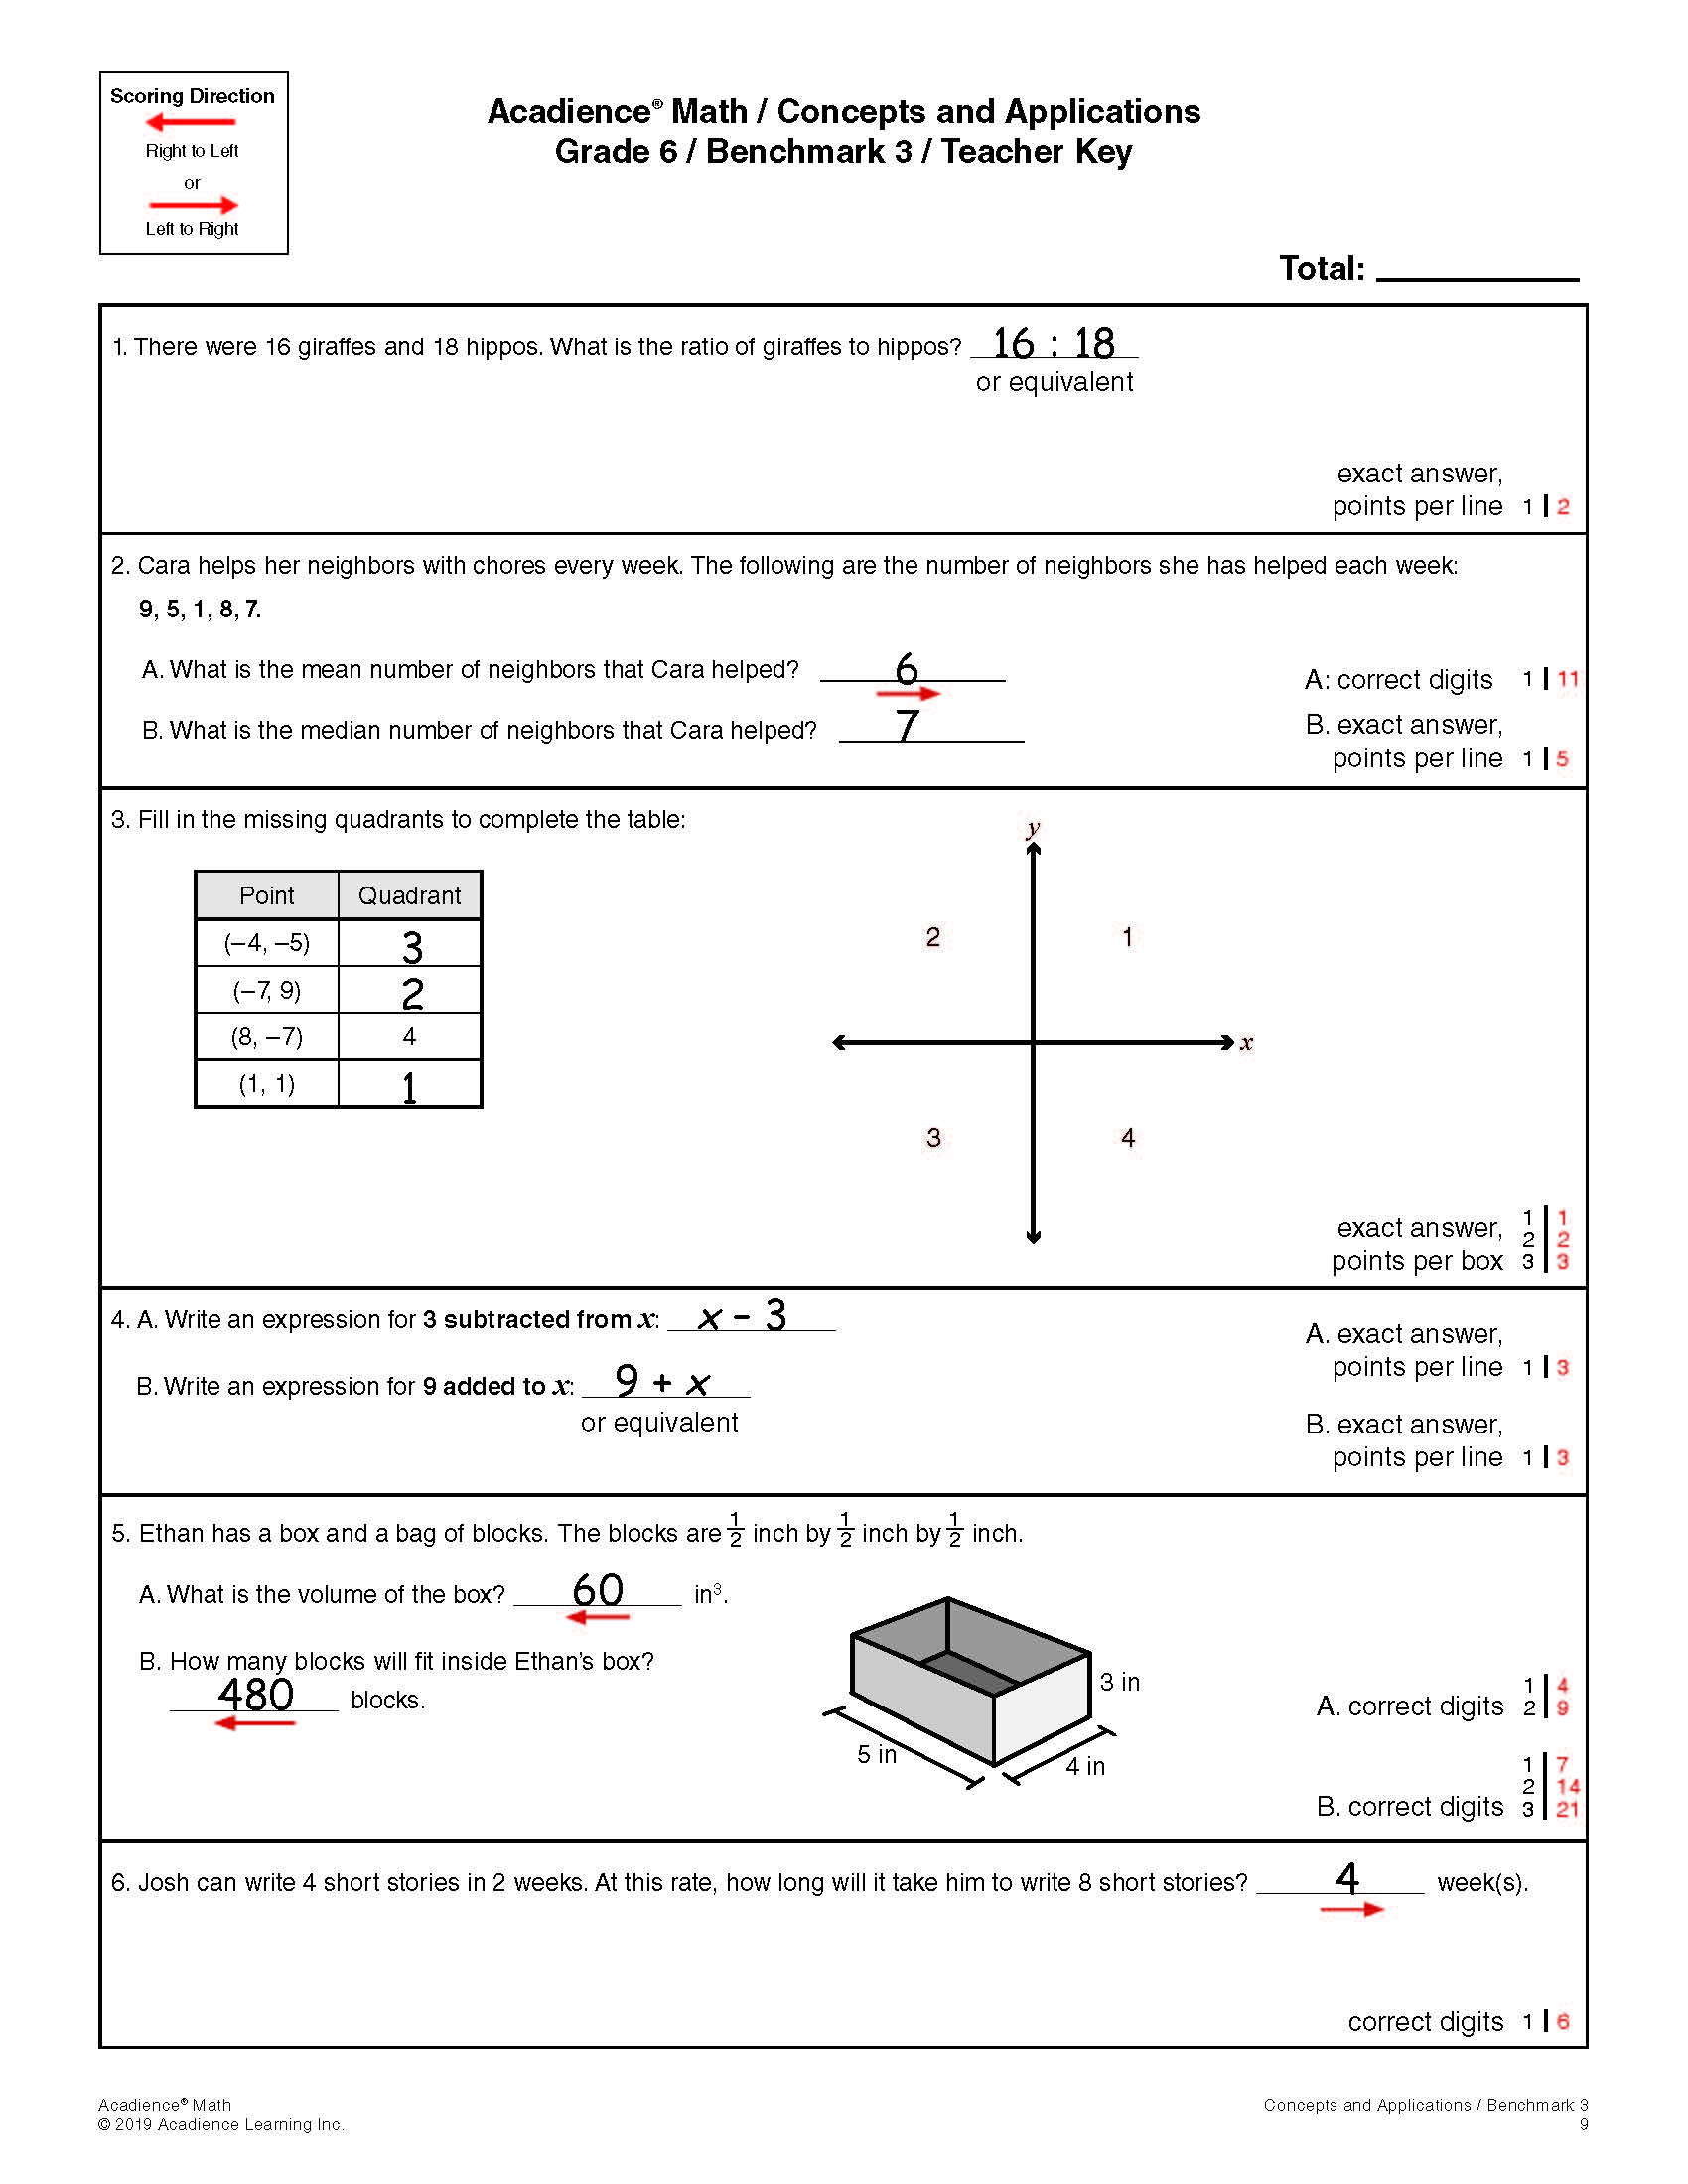 Scoring Direction
Right to Left
or
Left to Right
Acadience® Math / Concepts and Applications
Grade 6 / Benchmark 3 / Teacher Key
Total:
1. There were 16 giraffes and 18 hippos. What is the ratio of giraffes to hippos? 16 : 18
or equivalent
exact answer,
points per line 1 | 2
2. Cara helps her neighbors with chores every week. The following are the number of neighbors she has helped each week:
9, 5, 1, 8, 7.
A. What is the mean number of neighbors that Cara helped? 6
A: correct digits 1 | 11
B. What is the median number of neighbors that Cara helped? 7
B. exact answer,
points per line 1 | 5
3. Fill in the missing quadrants to complete the table:
Point Quadrant
(–4, –5) 3
(–7, 9) 2
(8, –7) 4
(1, 1) 1
y
2 1
x
3 4
exact answer,
points per box
1 | 1
2 | 2
3 | 3
4. A. Write an expression for 3 subtracted from x: x - 3
A. exact answer,
points per line 1 | 3
B. Write an expression for 9 added to x: 9 + x
or equivalent
B. exact answer,
points per line 1 | 3
5. Ethan has a box and a bag of blocks. The blocks are 1/2 inch by 1/2 inch by 1/2 inch.
A. What is the volume of the box? 60 in³.
B. How many blocks will fit inside Ethan's box?
480 blocks.
3 in
5 in
4 in
A. correct digits
1 | 4
2 | 9
B. correct digits
1 | 7
2 | 14
3 | 21
6. Josh can write 4 short stories in 2 weeks. At this rate, how long will it take him to write 8 short stories? 4 week(s).
correct digits 1 | 6
Acadience® Math
© 2019 Acadience Learning Inc.
Concepts and Applications / Benchmark 3
9